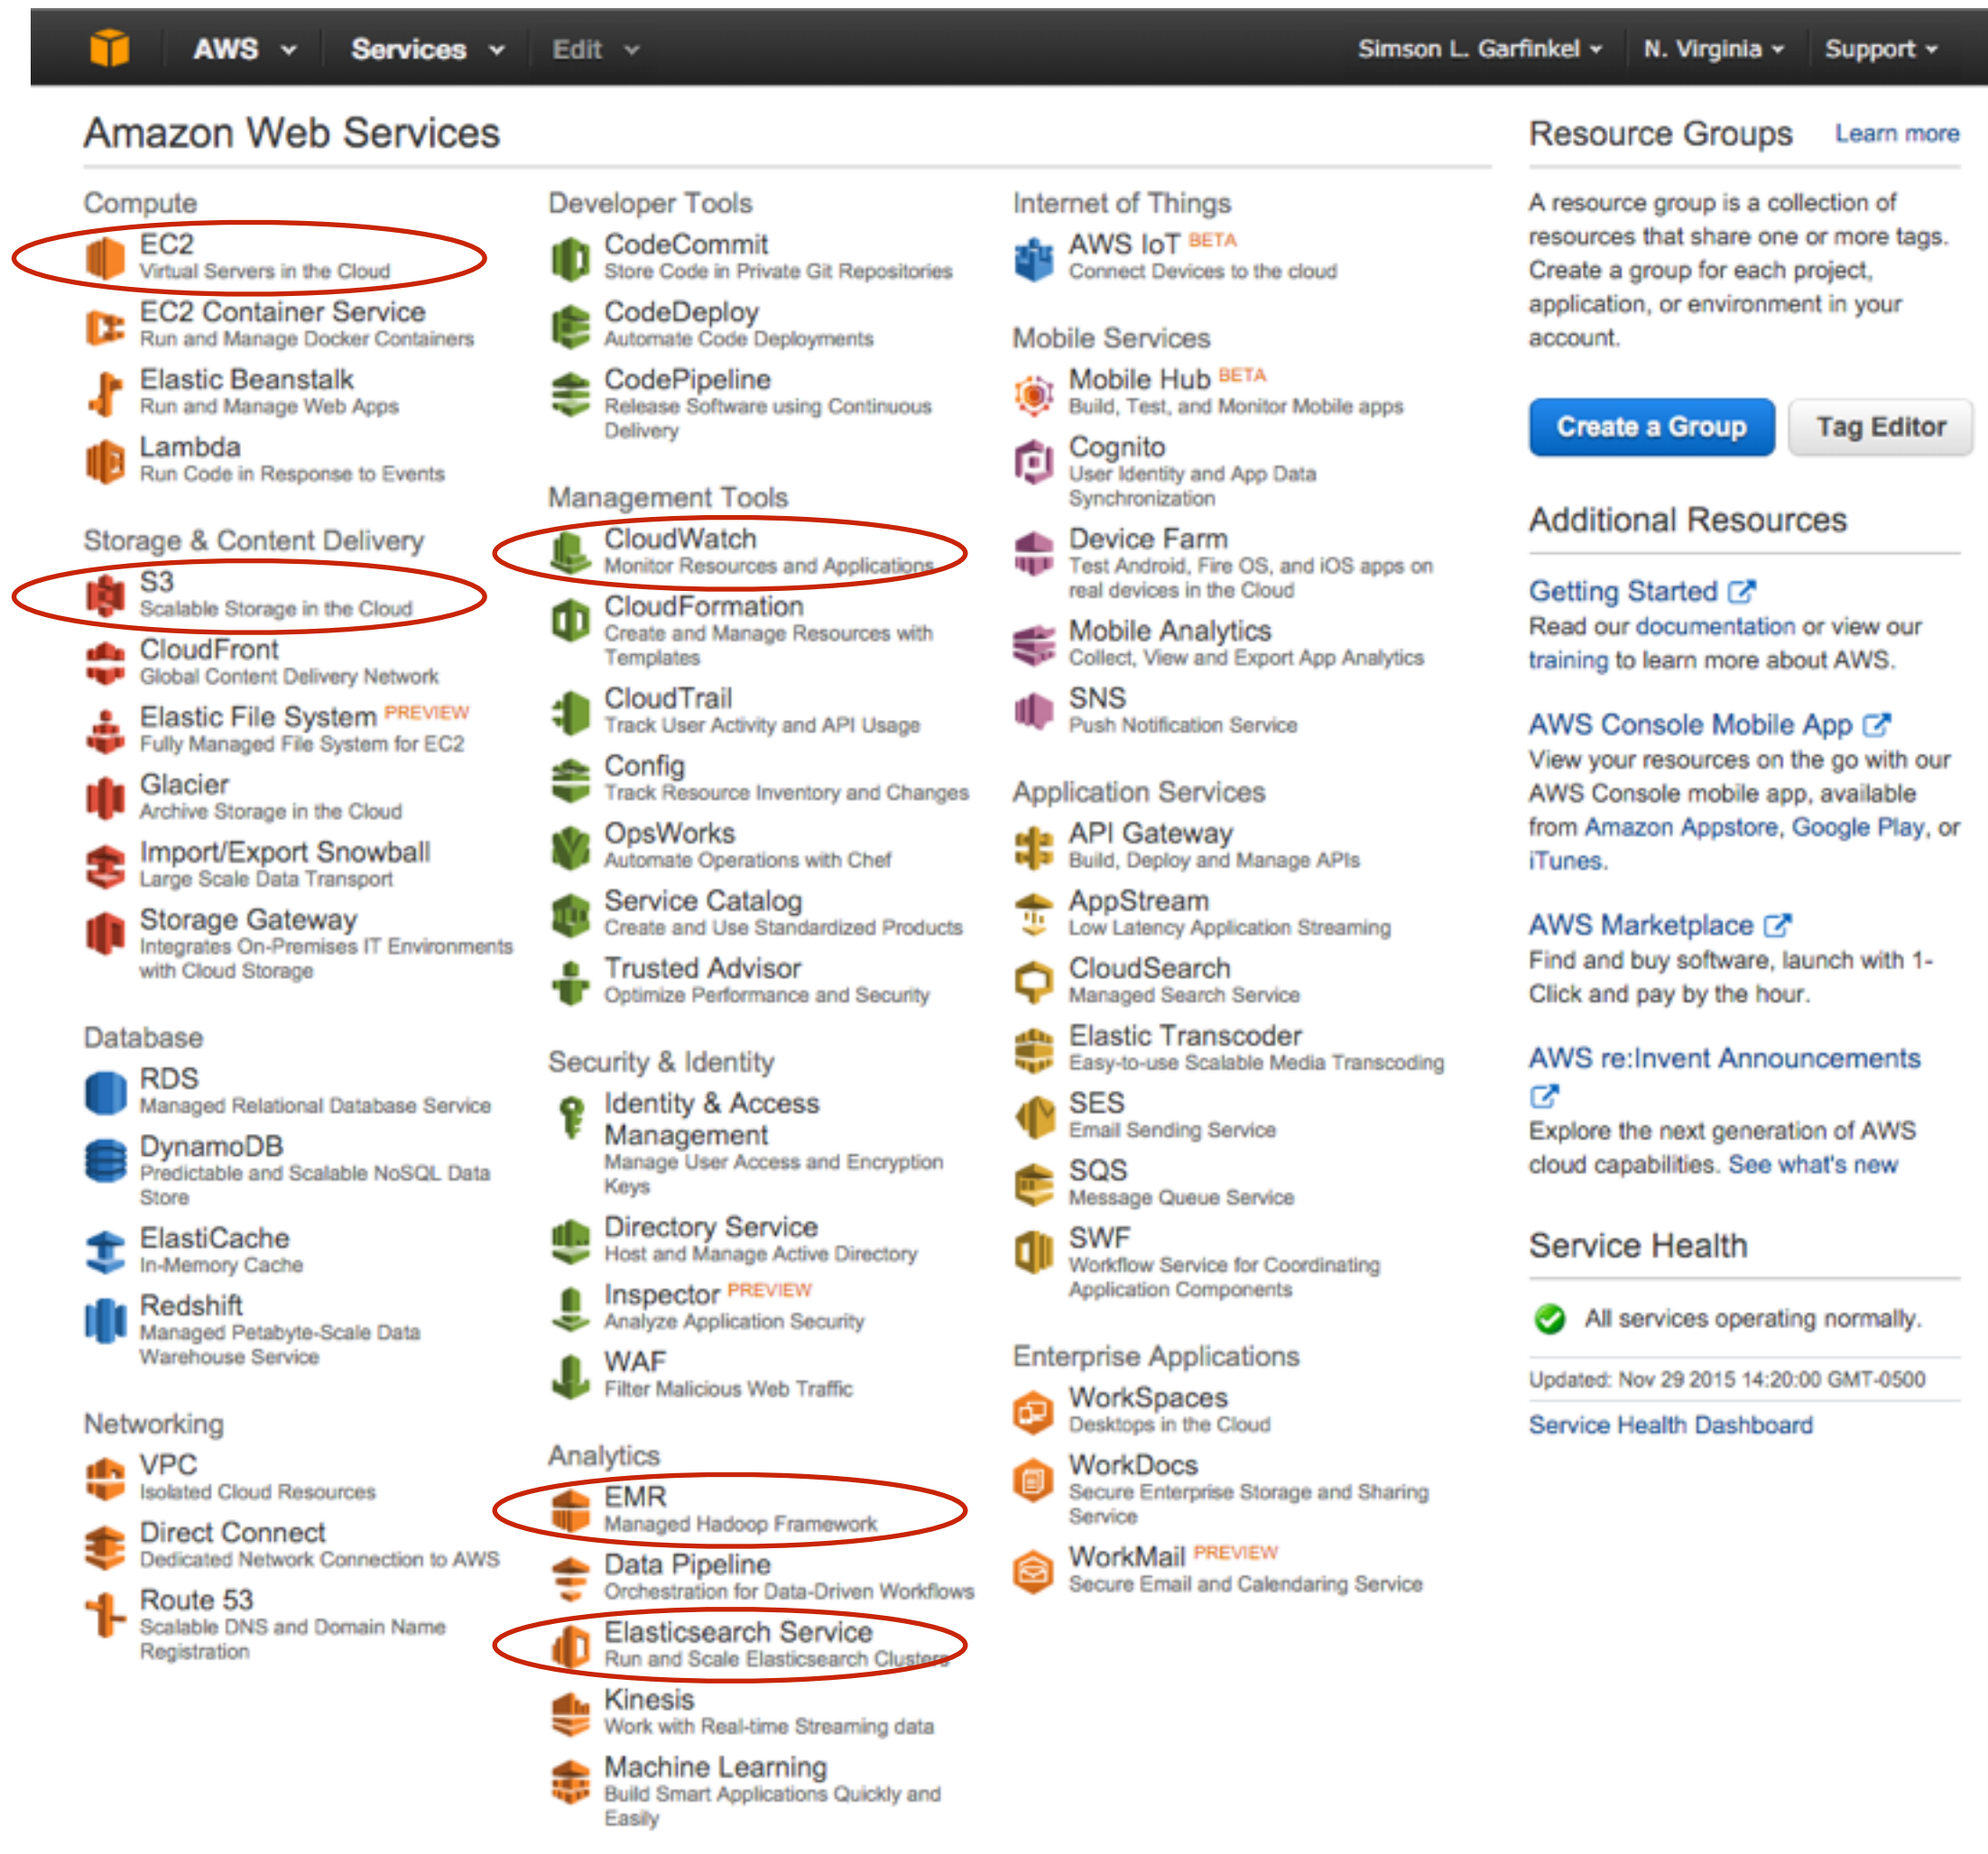 AWS Services Edit Simson L. Garfinkel N. Virginia Support
Amazon Web Services
Compute
EC2
Virtual Servers in the Cloud
EC2 Container Service
Run and Manage Docker Containers
Elastic Beanstalk
Run and Manage Web Apps
Lambda
Run Code in Response to Events
Storage & Content Delivery
S3
Scalable Storage in the Cloud
CloudFront
Global Content Delivery Network
Elastic File System PREVIEW
Fully Managed File System for EC2
Glacier
Archive Storage in the Cloud
Import/Export Snowball
Large Scale Data Transport
Storage Gateway
Integrates On-Premises IT Environments
with Cloud Storage
Database
RDS
Managed Relational Database Service
DynamoDB
Predictable and Scalable NoSQL Data
Store
ElastiCache
In-Memory Cache
Redshift
Managed Petabyte-Scale Data
Warehouse Service
Networking
VPC
Isolated Cloud Resources
Direct Connect
Dedicated Network Connection to AWS
Route 53
Scalable DNS and Domain Name
Registration
Developer Tools
CodeCommit
Store Code in Private Git Repositories
CodeDeploy
Automate Code Deployments
CodePipeline
Release Software using Continuous
Delivery
Management Tools
CloudWatch
Monitor Resources and Applications
CloudFormation
Create and Manage Resources with
Templates
CloudTrail
Track User Activity and API Usage
Config
Track Resource Inventory and Changes
OpsWorks
Automate Operations with Chef
Service Catalog
Create and Use Standardized Products
Trusted Advisor
Optimize Performance and Security
Security & Identity
Identity & Access
Management
Manage User Access and Encryption
Keys
Directory Service
Host and Manage Active Directory
Inspector PREVIEW
Analyze Application Security
WAF
Filter Malicious Web Traffic
Analytics
EMR
Managed Hadoop Framework
Data Pipeline
Orchestration for Data-Driven Workflows
Elasticsearch Service
Run and Scale Elasticsearch Clusters
Kinesis
Work with Real-time Streaming data
Machine Learning
Build Smart Applications Quickly and
Easily
Internet of Things
AWS IoT BETA
Connect Devices to the cloud
Mobile Services
Mobile Hub BETA
Build, Test, and Monitor Mobile apps
Cognito
User Identity and App Data
Synchronization
Device Farm
Test Android, Fire OS, and iOS apps on
real devices in the Cloud
Mobile Analytics
Collect, View and Export App Analytics
SNS
Push Notification Service
Application Services
API Gateway
Build, Deploy and Manage APIs
AppStream
Low Latency Application Streaming
CloudSearch
Managed Search Service
Elastic Transcoder
Easy-to-use Scalable Media Transcoding
SES
Email Sending Service
SQS
Message Queue Service
SWF
Workflow Service for Coordinating
Application Components
Enterprise Applications
WorkSpaces
Desktops in the Cloud
WorkDocs
Secure Enterprise Storage and Sharing
Service
WorkMail PREVIEW
Secure Email and Calendaring Service
Resource Groups Learn more
A resource group is a collection of
resources that share one or more tags.
Create a group for each project,
application, or environment in your
account.
Create a Group Tag Editor
Additional Resources
Getting Started
Read our documentation or view our
training to learn more about AWS.
AWS Console Mobile App
View your resources on the go with our
AWS Console mobile app, available
from Amazon Appstore, Google Play, or
iTunes.
AWS Marketplace
Find and buy software, launch with 1-
Click and pay by the hour.
AWS re:Invent Announcements
Explore the next generation of AWS
cloud capabilities. See what's new
Service Health
All services operating normally.
Updated: Nov 29 2015 14:20:00 GMT-0500
Service Health Dashboard